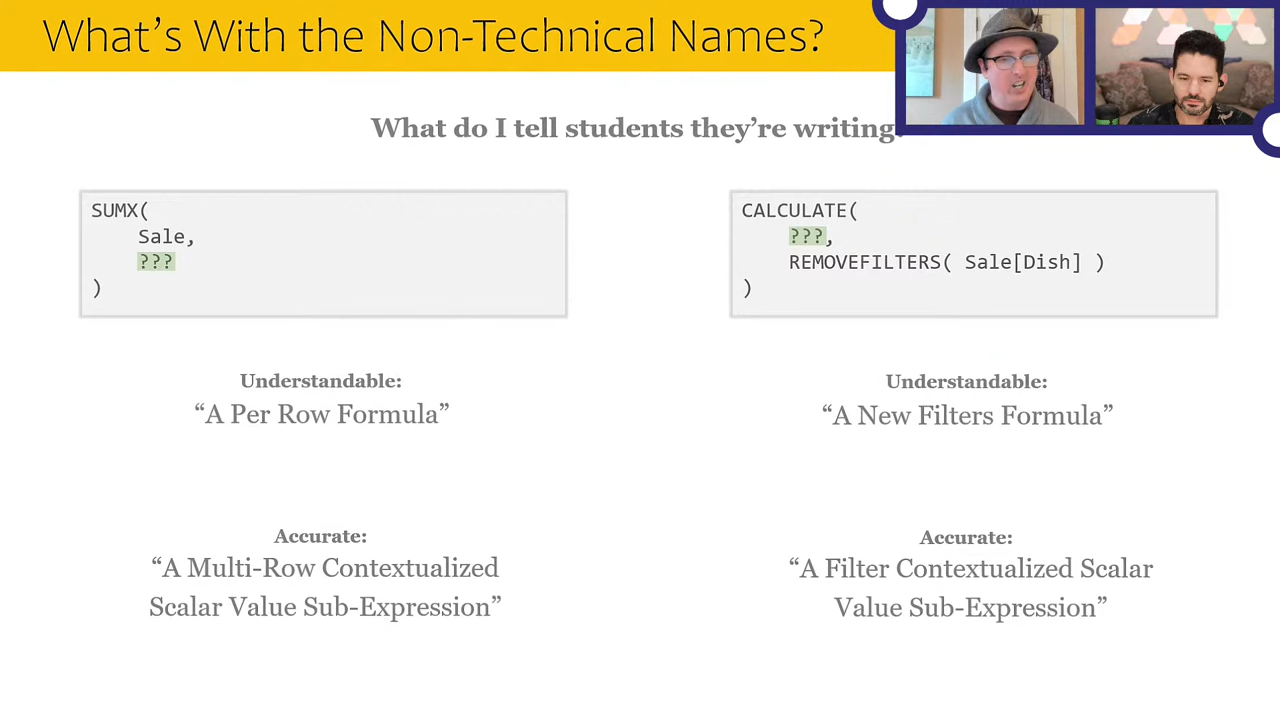 What's With the Non-Technical Names?
What do I tell students they're writing?
SUMX(
Sale,
???
)
CALCULATE(
???,
REMOVEFILTERS( Sale[Dish] )
)
Understandable:
“A Per Row Formula”
Understandable:
“A New Filters Formula”
Accurate:
“A Multi-Row Contextualized
Scalar Value Sub-Expression”
Accurate:
“A Filter Contextualized Scalar
Value Sub-Expression”